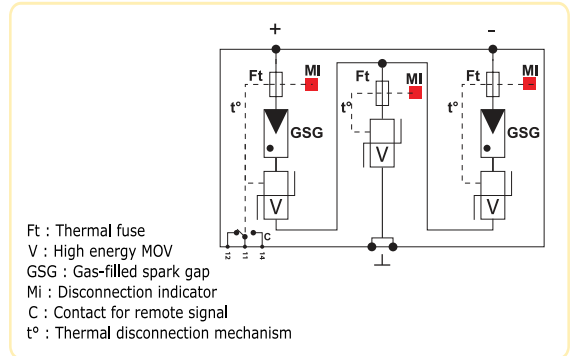 + -
Ft MI Ft MI Ft MI
t° t° t°
GSG GSG
V V V
C
12 11 14
Ft : Thermal fuse
V : High energy MOV
GSG : Gas-filled spark gap
Mi : Disconnection indicator
C : Contact for remote signal
t° : Thermal disconnection mechanism